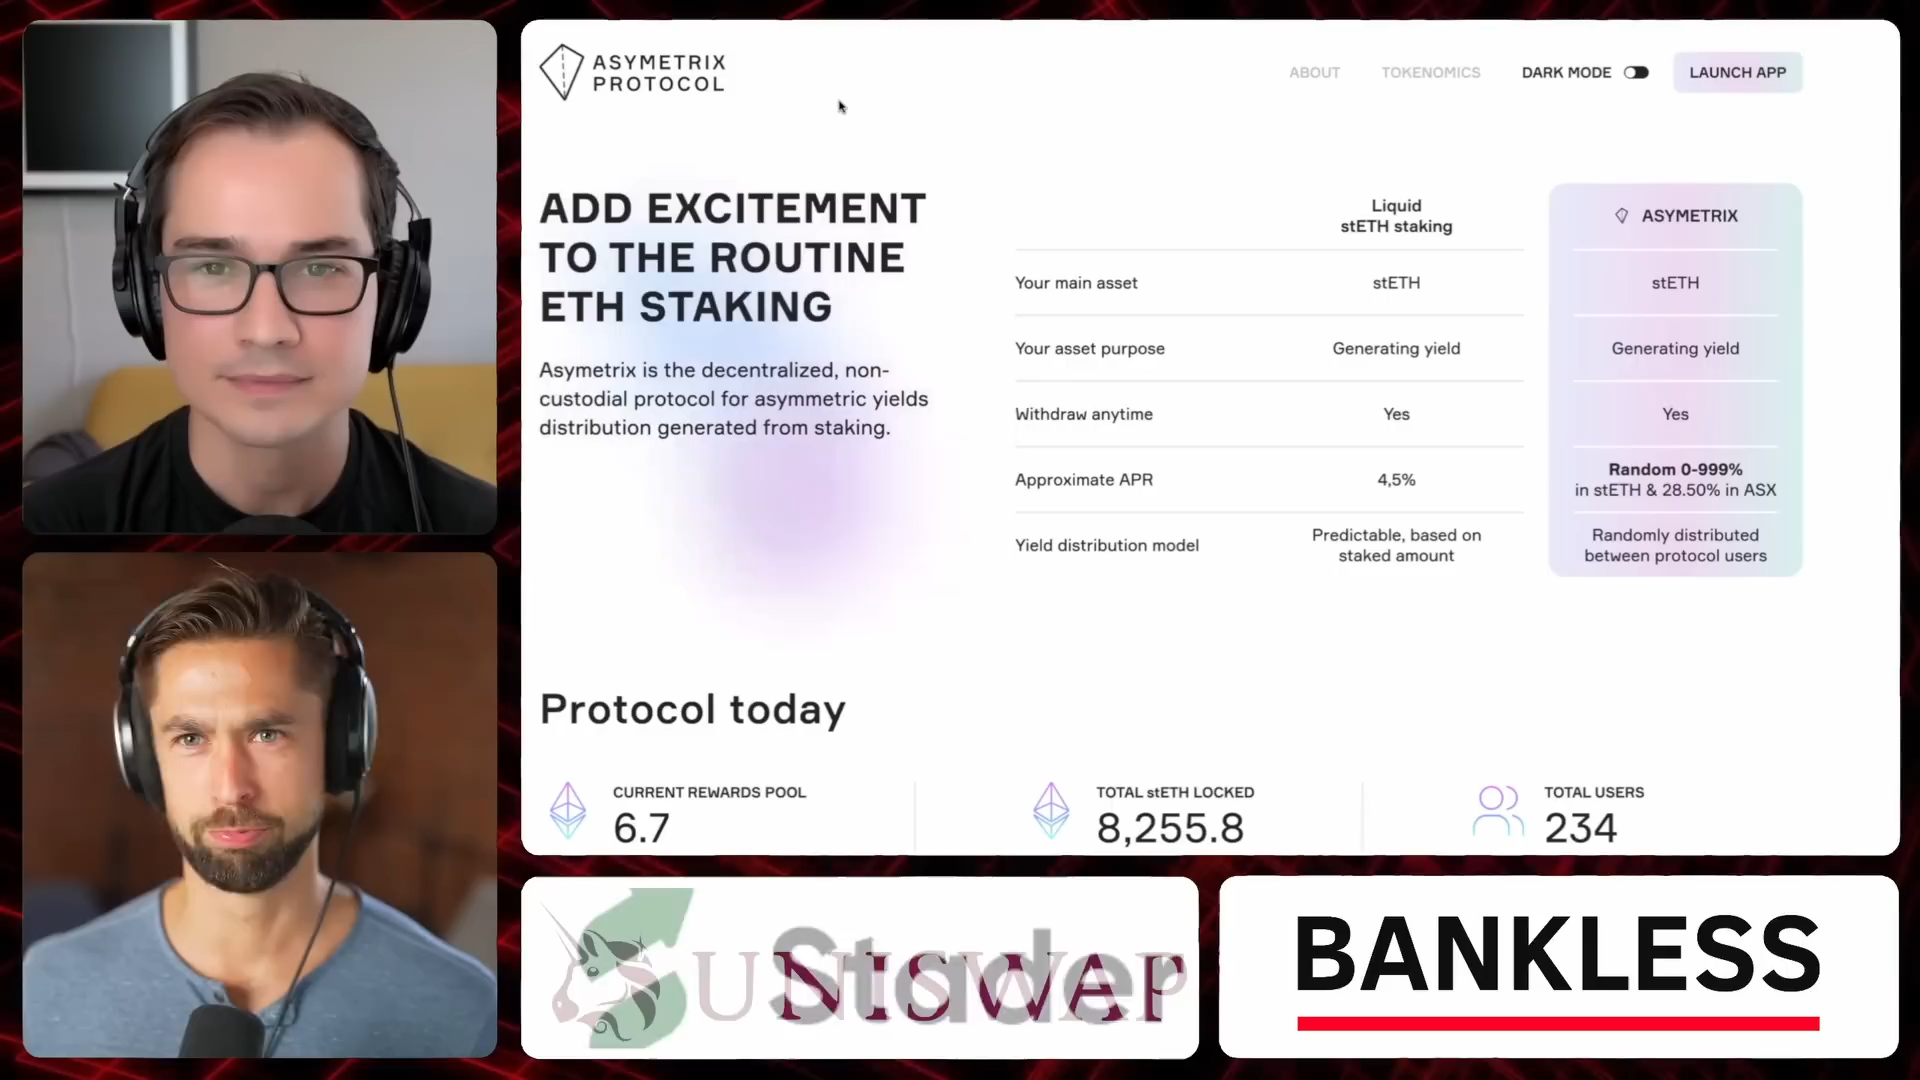 ASYMETRIX
PROTOCOL
ABOUT
TOKENOMICS
DARK MODE
LAUNCH APP
ADD EXCITEMENT
TO THE ROUTINE
ETH STAKING
Asymetrix is the decentralized, non-
custodial protocol for asymmetric yields
distribution generated from staking.
Liquid
stETH staking
ASYMETRIX
Your main asset
stETH
stETH
Your asset purpose
Generating yield
Generating yield
Withdraw anytime
Yes
Yes
Approximate APR
4,5%
Random 0-999%
in stETH & 28.50% in ASX
Yield distribution model
Predictable, based on
staked amount
Randomly distributed
between protocol users
Protocol today
CURRENT REWARDS POOL
6.7
TOTAL stETH LOCKED
8,255.8
TOTAL USERS
234
UNISWAP
Stader
BANKLESS